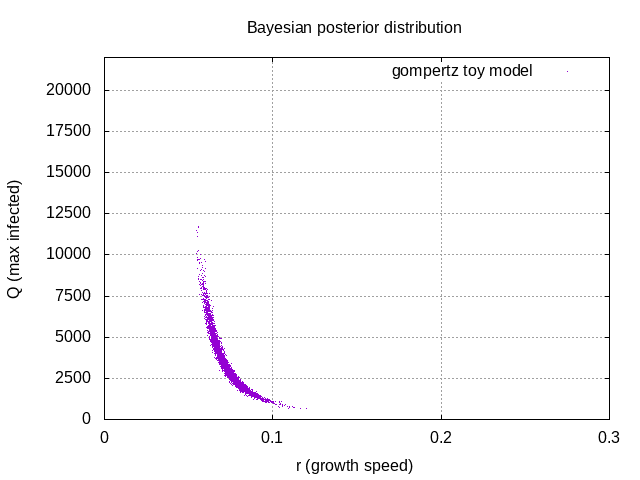 Bayesian posterior distribution
gompertz toy model
20000
17500
15000
12500
10000
7500
5000
2500
0
Q (max infected)
0 0.1 0.2 0.3
r (growth speed)